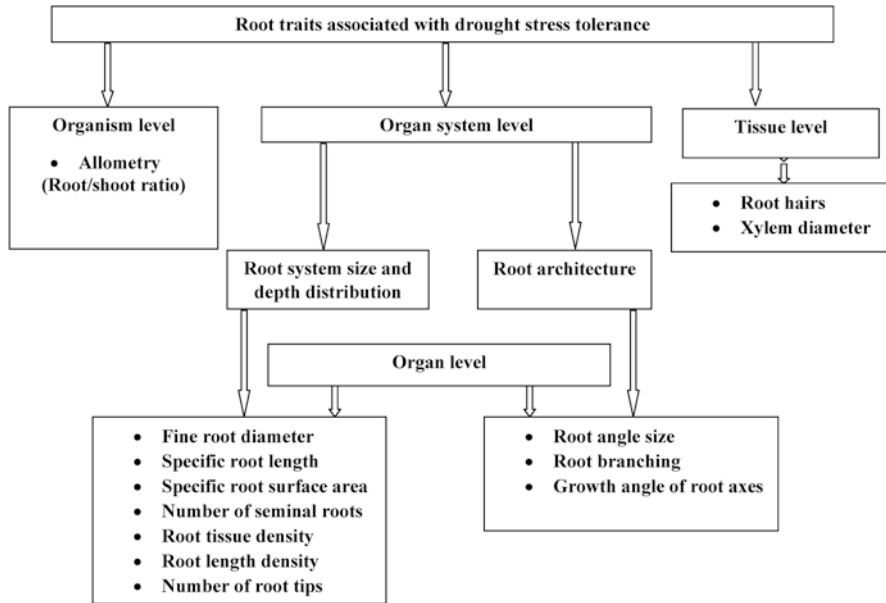 Root traits associated with drought stress tolerance
Organism level
• Allometry
(Root/shoot ratio)
Organ system level
Tissue level
• Root hairs
• Xylem diameter
Root system size and
depth distribution
Root architecture
Organ level
• Fine root diameter
• Specific root length
• Specific root surface area
• Number of seminal roots
• Root tissue density
• Root length density
• Number of root tips
• Root angle size
• Root branching
• Growth angle of root axes